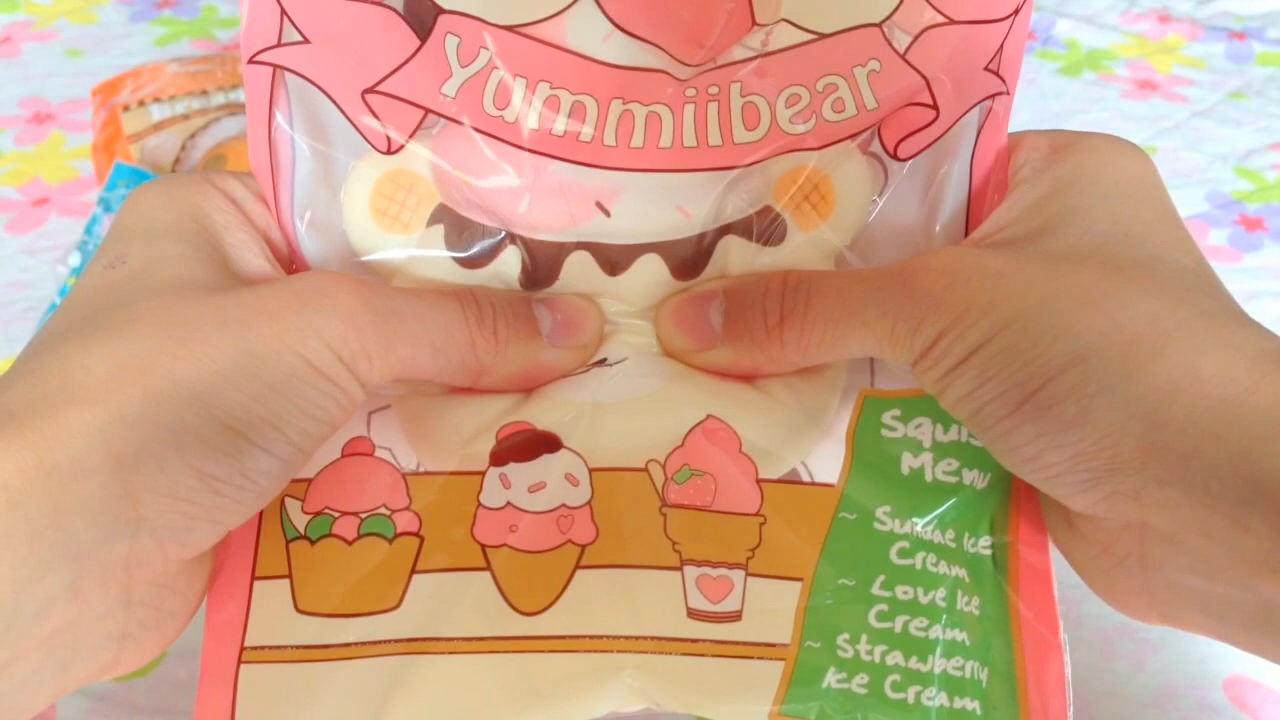 Yummiibear
Menu
~ Sundae Ice
Cream
~ Love Ice
Cream
~ Strawberry
Ice Cream